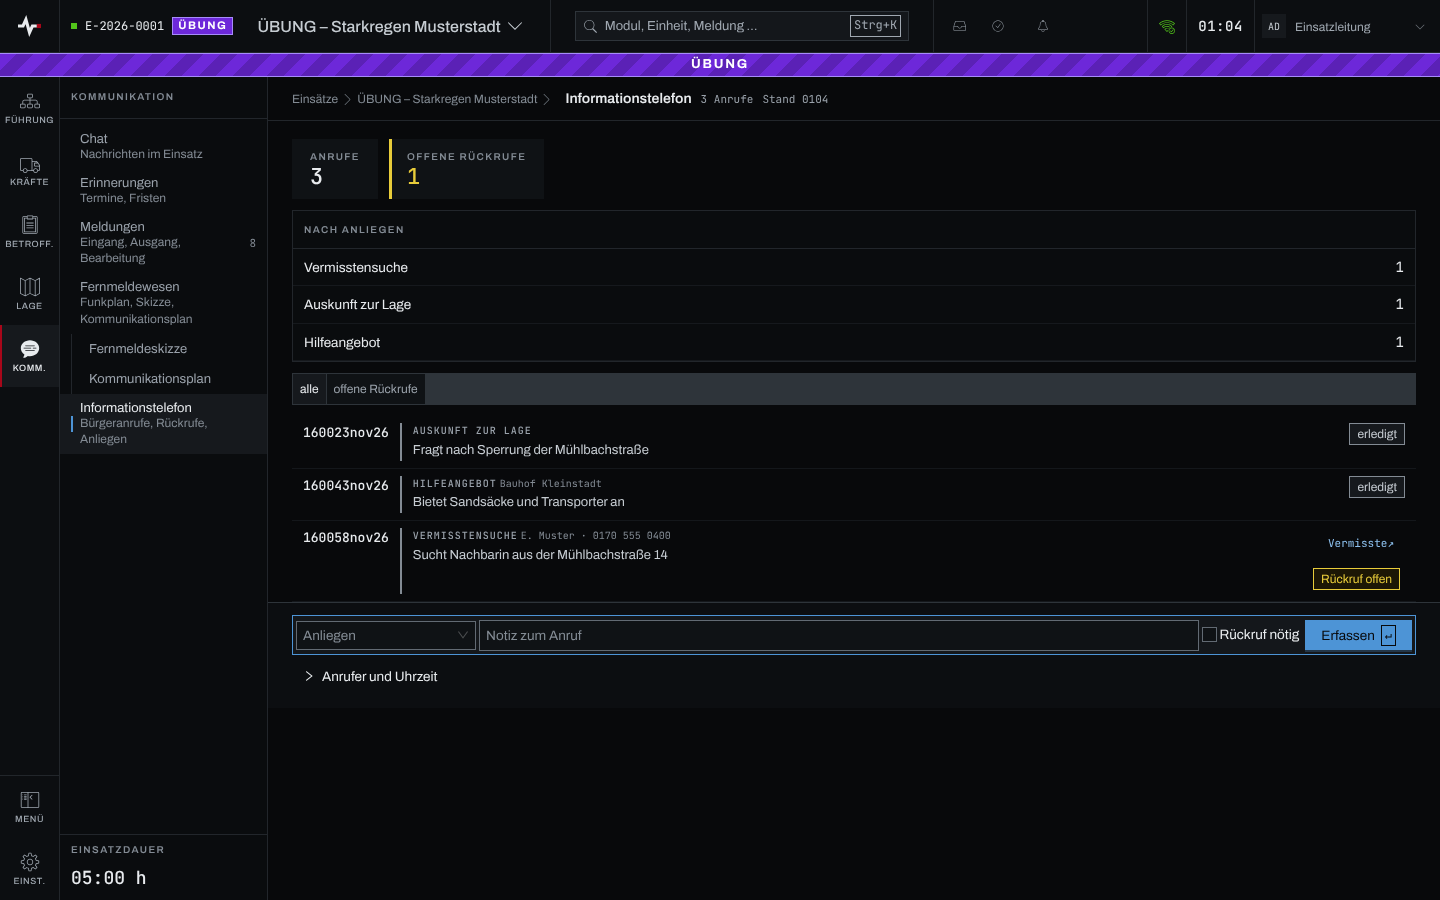 E-2026-0001 ÜBUNG ÜBUNG – Starkregen Musterstadt
Modul, Einheit, Meldung ... Strg+K
01:04
AD Einsatzleitung
ÜBUNG
FÜHRUNG
KRÄFTE
BETROFF.
LAGE
KOMM.
MENÜ
EINST.
KOMMUNIKATION
Chat
Nachrichten im Einsatz
Erinnerungen
Termine, Fristen
Meldungen
Eingang, Ausgang,
Bearbeitung
8
Fernmeldewesen
Funkplan, Skizze,
Kommunikationsplan
Fernmeldeskizze
Kommunikationsplan
Informationstelefon
Bürgeranrufe, Rückrufe,
Anliegen
EINSATZDAUER
05:00 h
Einsätze ÜBUNG – Starkregen Musterstadt Informationstelefon 3 Anrufe Stand 0104
ANRUFE
3
OFFENE RÜCKRUFE
1
NACH ANLIEGEN
Vermisstensuche 1
Auskunft zur Lage 1
Hilfeangebot 1
alle offene Rückrufe
160023nov26 AUSKUNFT ZUR LAGE
Fragt nach Sperrung der Mühlbachstraße
erledigt
160043nov26 HILFEANGEBOT Bauhof Kleinstadt
Bietet Sandsäcke und Transporter an
erledigt
160058nov26 VERMISSTENSUCHE E. Muster · 0170 555 0400
Sucht Nachbarin aus der Mühlbachstraße 14
Vermisste↗
Rückruf offen
Anliegen Notiz zum Anruf Rückruf nötig Erfassen ↵
Anrufer und Uhrzeit